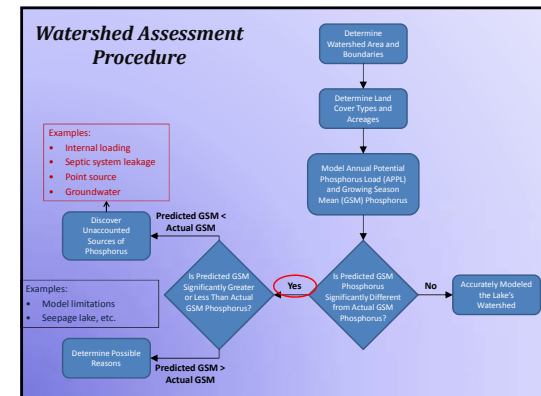 Watershed Assessment
Procedure
Determine
Watershed Area and
Boundaries
Determine Land
Cover Types and
Acreages
Model Annual Potential
Phosphorus Load (APPL)
and Growing Season
Mean (GSM) Phosphorus
Is Predicted GSM
Phosphorus
Significantly Different
from Actual GSM
Phosphorus?
No
Accurately Modeled
the Lake's
Watershed
Yes
Is Predicted GSM
Significantly Greater
or Less Than Actual
GSM Phosphorus?
Predicted GSM <
Actual GSM
Discover
Unaccounted
Sources of
Phosphorus
Examples:
• Internal loading
• Septic system leakage
• Point source
• Groundwater
Predicted GSM >
Actual GSM
Determine Possible
Reasons
Examples:
• Model limitations
• Seepage lake, etc.